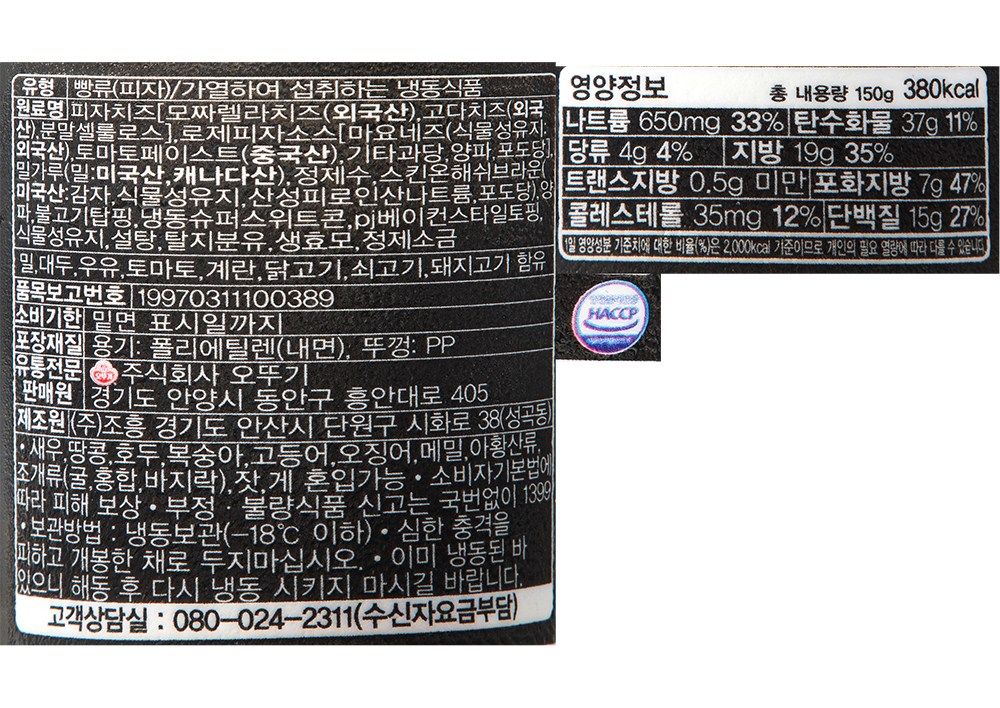 유형 빵류(피자)/가열하여 섭취하는 냉동식품
원료명 피자치즈[모짜렐라치즈(외국산),고다치즈(외국
산),분말셀룰로스],로제피자소스[마요네즈(식물성유지:
외국산),토마토페이스트(중국산),기타과당,양파,포도당],
밀가루(밀:미국산,캐나다산),정제수,스킨온해쉬브라운(
미국산:감자,식물성유지,산성피로인산나트륨,포도당),양
파,불고기탑핑,냉동슈퍼스위트콘,pj베이컨스타일토핑,
식물성유지,설탕,탈지분유,생효모,정제소금
밀,대두,우유,토마토,계란,닭고기,쇠고기,돼지고기 함유
품목보고번호 19970311100389
소비기한 밑면 표시일까지
포장재질 용기: 폴리에틸렌(내면), 뚜껑: PP
유통전문 주식회사 오뚜기
판매원 경기도 안양시 동안구 흥안대로 405
제조원 (주)조흥 경기도 안산시 단원구 시화로 38(성곡동)
• 새우,땅콩,호두,복숭아,고등어,오징어,메밀,아황산류,
조개류(굴,홍합,바지락),잣,게 혼입가능 • 소비자기본법에
따라 피해 보상 • 부정 · 불량식품 신고는 국번없이 1399
• 보관방법 : 냉동보관(-18℃ 이하) • 심한 충격을
피하고 개봉한 채로 두지마십시오. • 이미 냉동된 바
있으니 해동 후 다시 냉동 시키지 마시길 바랍니다.
고객상담실 : 080-024-2311(수신자요금부담)
영양정보 총 내용량 150g 380kcal
나트륨 650mg 33% 탄수화물 37g 11%
당류 4g 4% 지방 19g 35%
트랜스지방 0.5g 미만 포화지방 7g 47%
콜레스테롤 35mg 12% 단백질 15g 27%
1일 영양성분 기준치에 대한 비율(%)은 2,000kcal 기준이므로 개인의 필요 열량에 따라 다를 수 있습니다.
HACCP